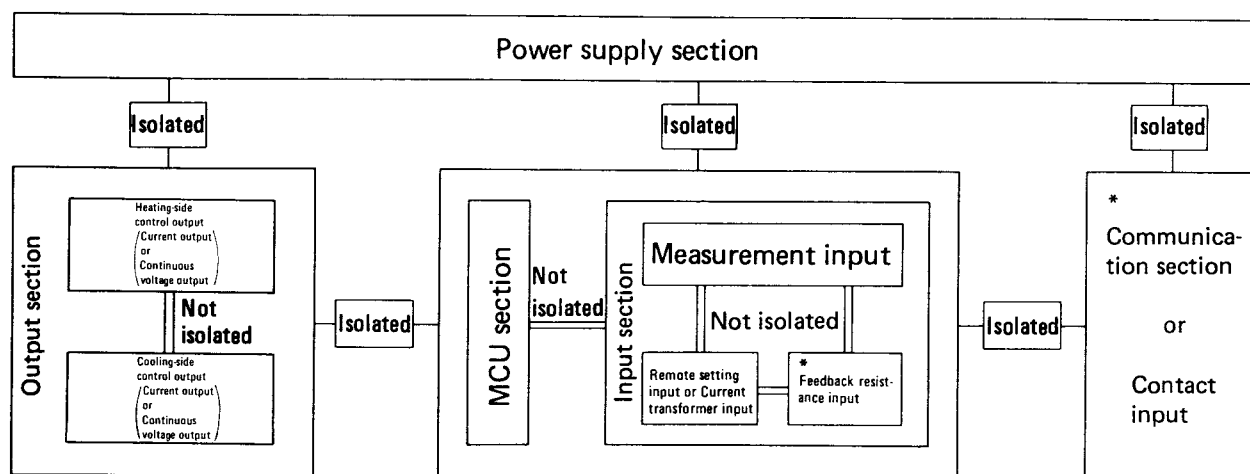 Power supply section
Isolated
Isolated
Isolated
Output section
Heating-side
control output
(Current output
or
Continuous
voltage output)
Not
isolated
Cooling-side
control output
(Current output
or
Continuous
voltage output)
Isolated
MCU section
Not
isolated
Input section
Measurement input
Not isolated
Remote setting
input or Current
transformer input
*
Feedback resist-
ance input
Isolated
*
Communica-
tion section
or
Contact
input